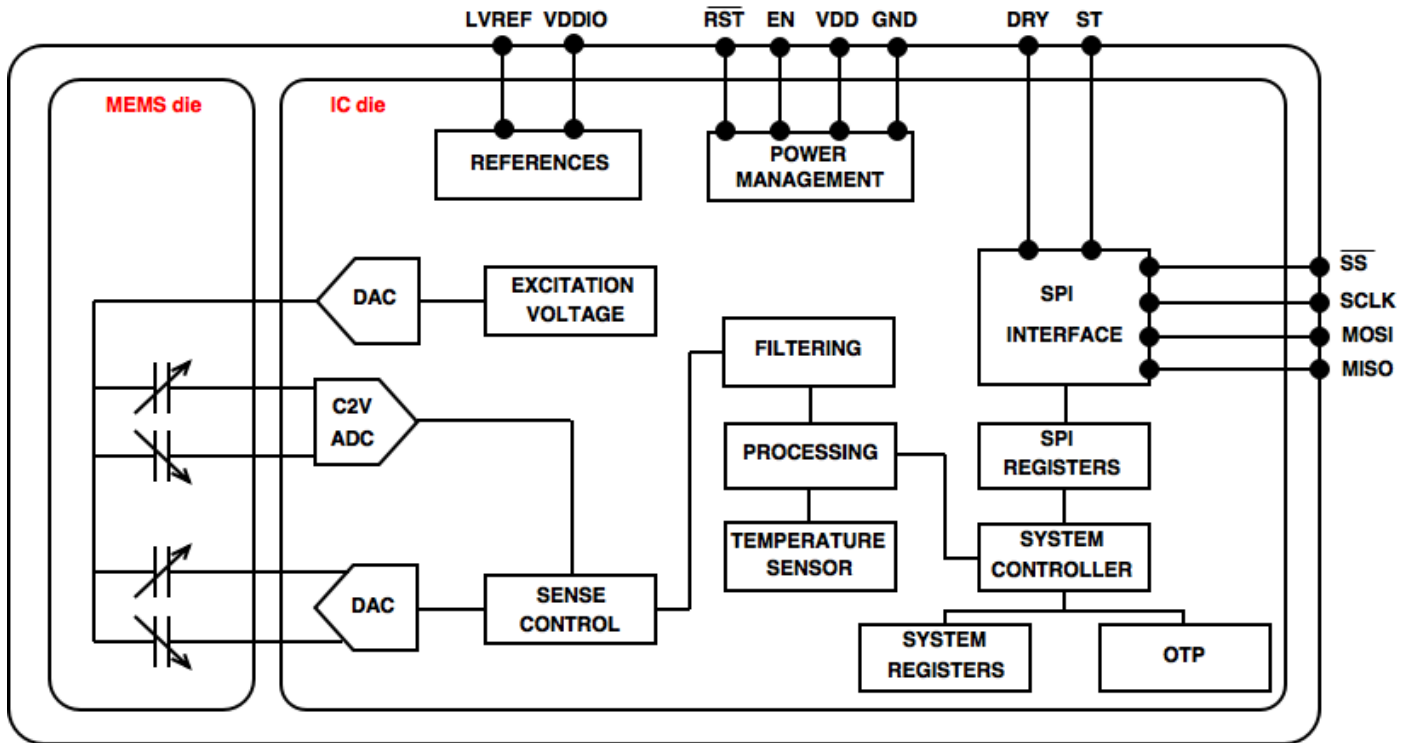 LVREF VDDIO RST EN VDD GND DRY ST
MEMS die
IC die
REFERENCES
POWER
MANAGEMENT
DAC
EXCITATION
VOLTAGE
SPI
INTERFACE
SS
SCLK
MOSI
MISO
C2V
ADC
FILTERING
PROCESSING
SPI
REGISTERS
TEMPERATURE
SENSOR
SYSTEM
CONTROLLER
DAC
SENSE
CONTROL
SYSTEM
REGISTERS
OTP